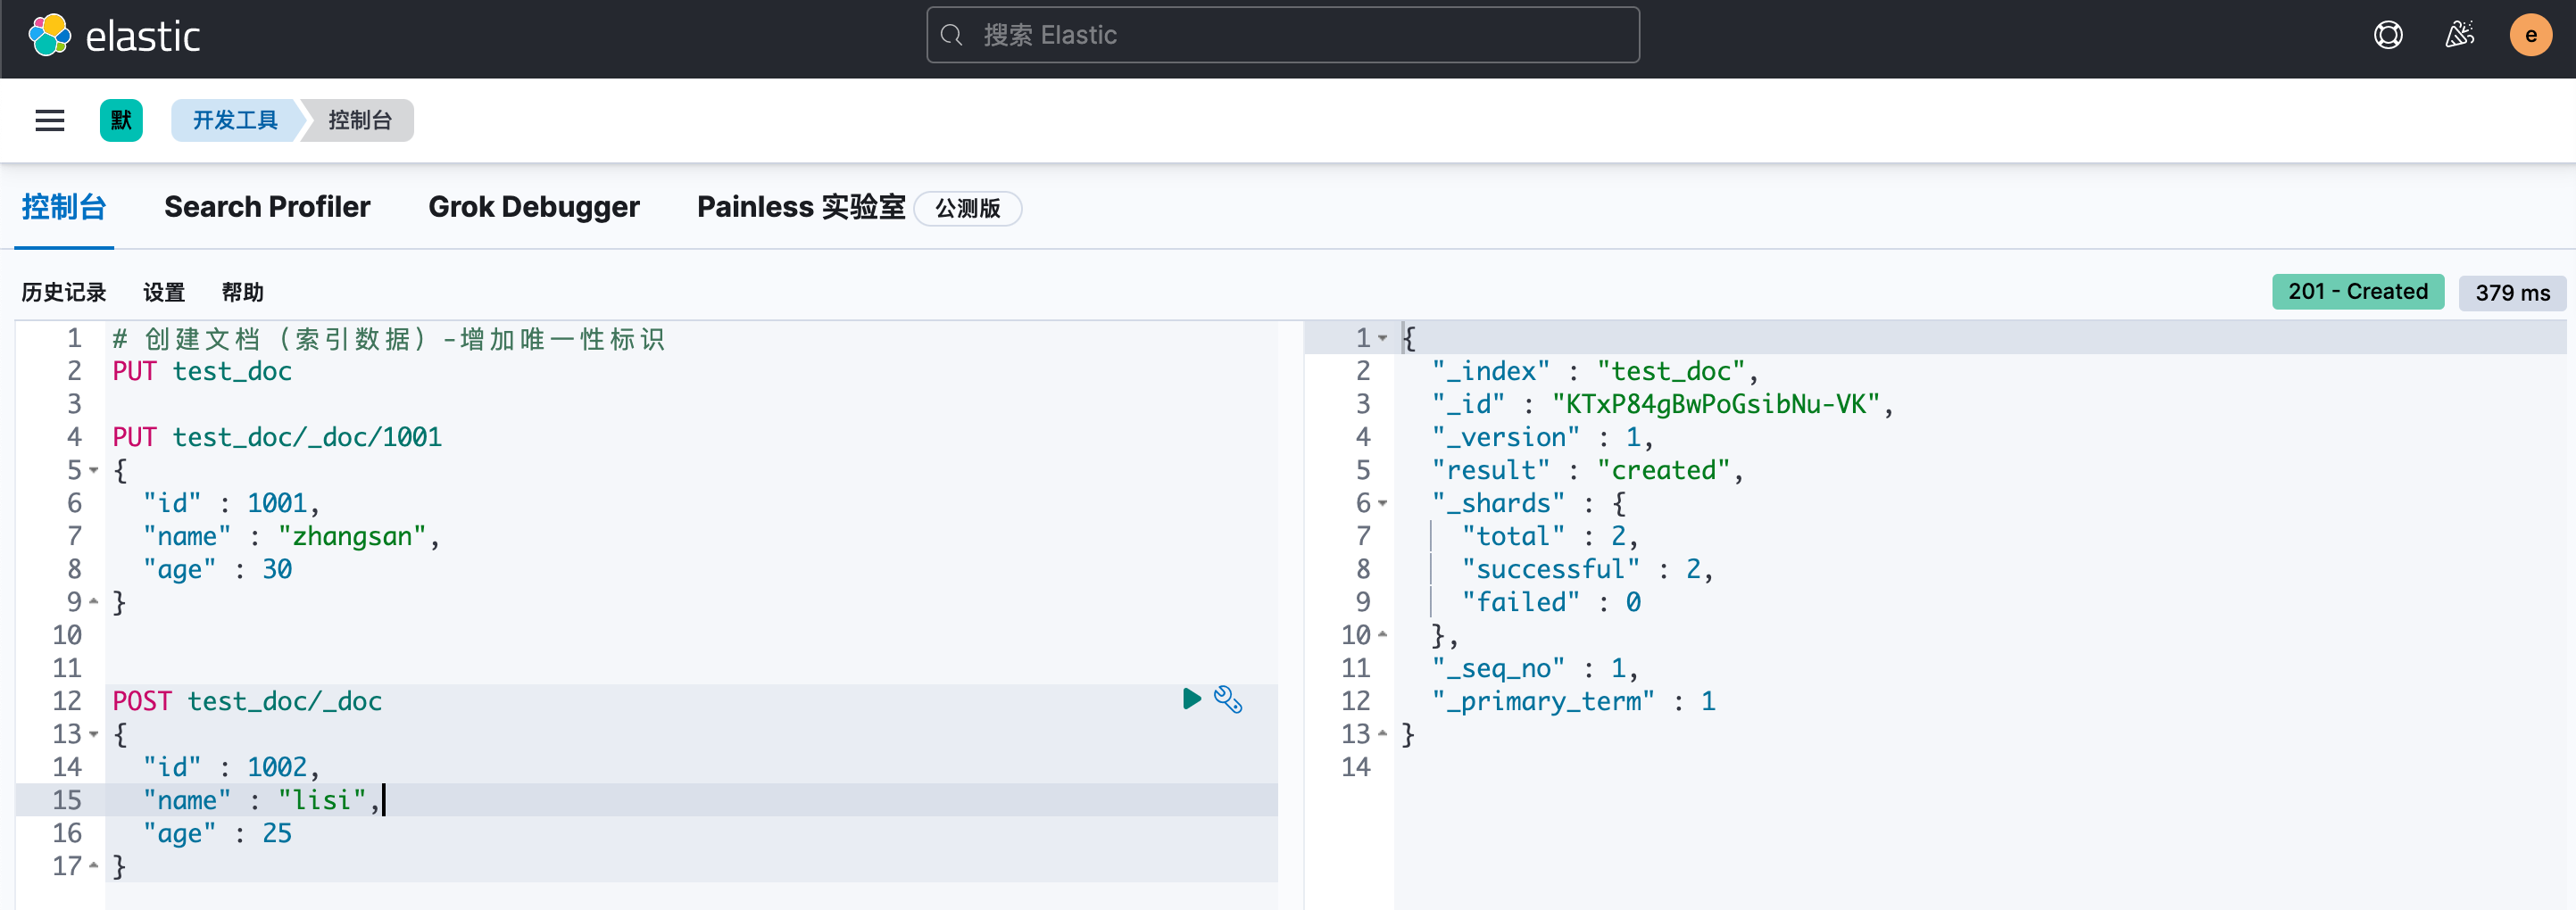 elastic
搜索 Elastic
e
默
开发工具
控制台
控制台
Search Profiler
Grok Debugger
Painless 实验室
公测版
历史记录
设置
帮助
201 - Created
379 ms
1 # 创建文档（索引数据）-增加唯一性标识
2 PUT test_doc
3
4 PUT test_doc/_doc/1001
5 {
6 "id" : 1001,
7 "name" : "zhangsan",
8 "age" : 30
9 }
10
11
12 POST test_doc/_doc
13 {
14 "id" : 1002,
15 "name" : "lisi",
16 "age" : 25
17 }
1 {
2 "_index" : "test_doc",
3 "_id" : "KTxP84gBwPoGsibNu-VK",
4 "_version" : 1,
5 "result" : "created",
6 "_shards" : {
7 "total" : 2,
8 "successful" : 2,
9 "failed" : 0
10 },
11 "_seq_no" : 1,
12 "_primary_term" : 1
13 }
14